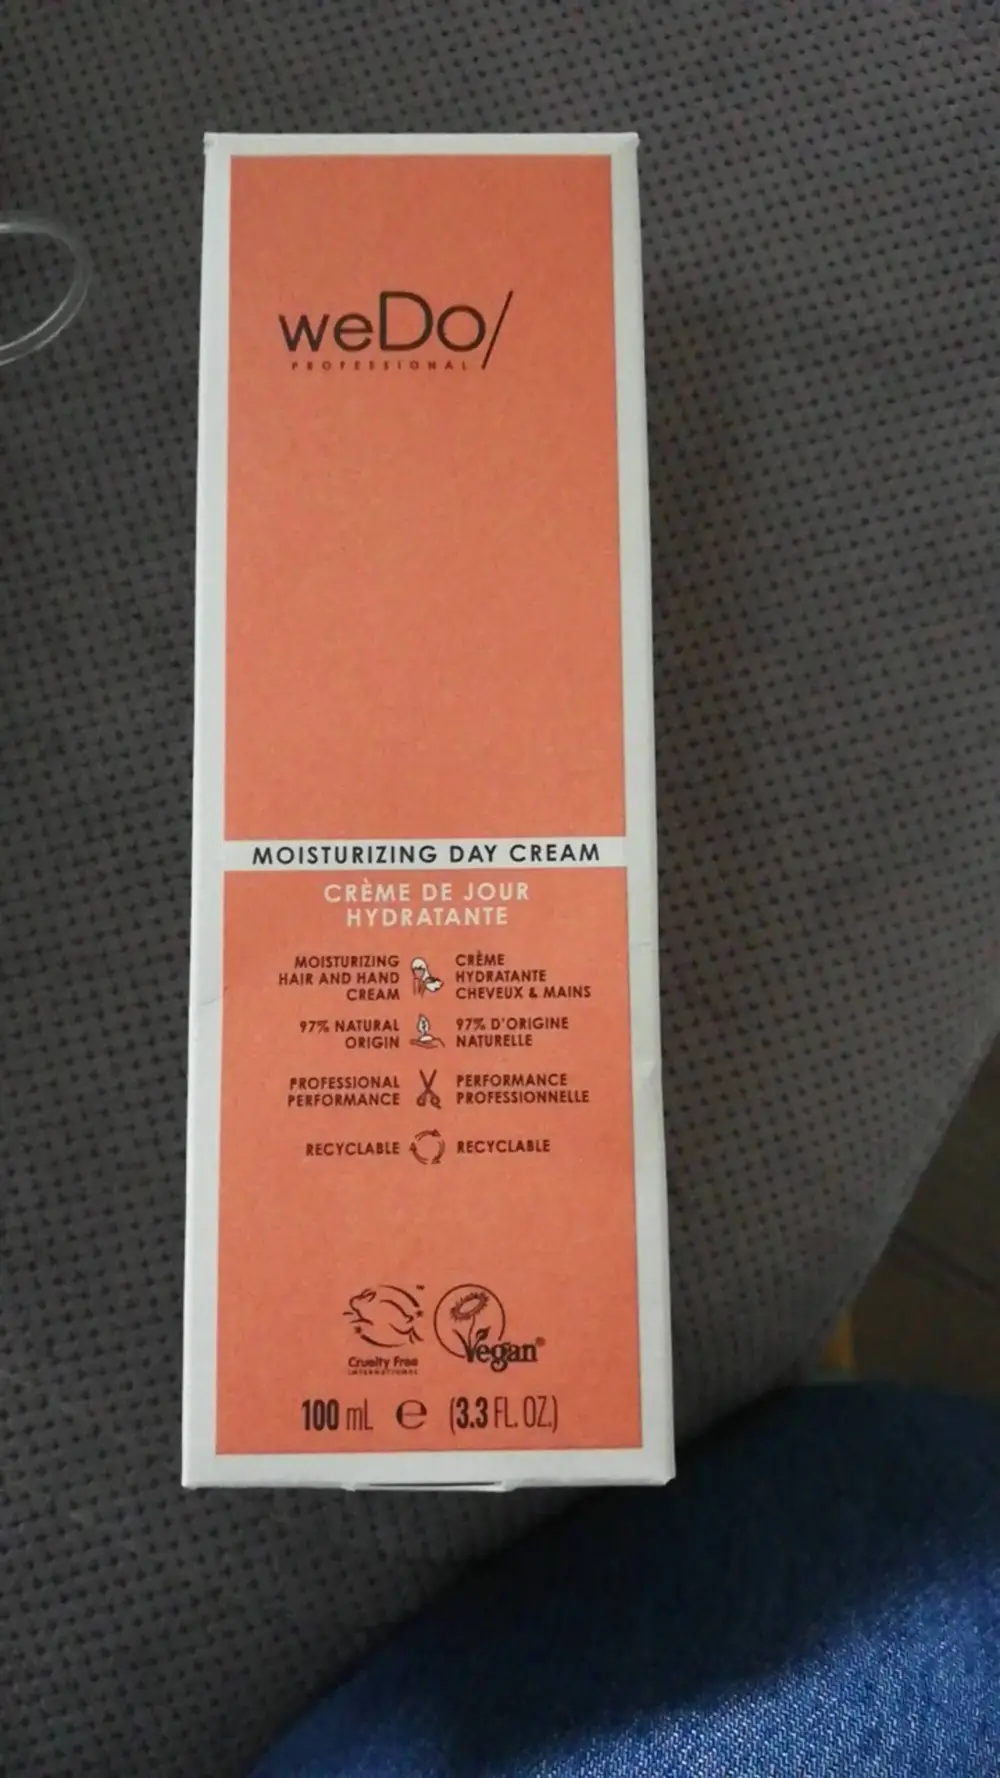 weDo/
PROFESSIONAL
MOISTURIZING DAY CREAM
CRÈME DE JOUR
HYDRATANTE
MOISTURIZING
HAIR AND HAND
CREAM
CRÈME
HYDRATANTE
CHEVEUX & MAINS
97% NATURAL
ORIGIN
97% D'ORIGINE
NATURELLE
PROFESSIONAL
PERFORMANCE
PERFORMANCE
PROFESSIONNELLE
RECYCLABLE
RECYCLABLE
Cruelty Free
INTERNATIONAL
Vegan®
100 mL e (3.3 FL. OZ.)